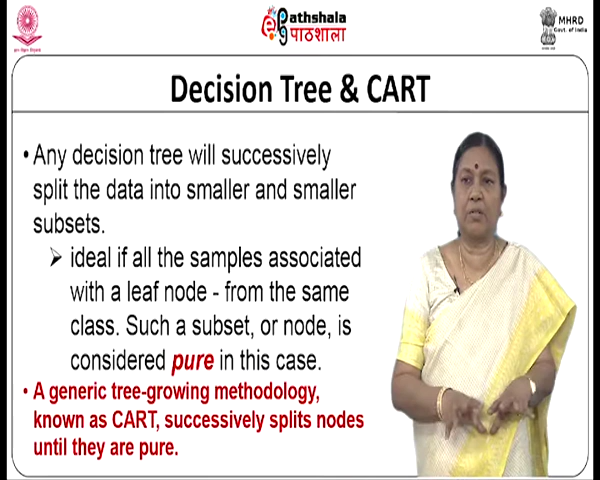 ePathshala
पाठशाला
MHRD
Govt. of India
Decision Tree & CART
• Any decision tree will successively
split the data into smaller and smaller
subsets.
➢ ideal if all the samples associated
with a leaf node - from the same
class. Such a subset, or node, is
considered pure in this case.
• A generic tree-growing methodology,
known as CART, successively splits nodes
until they are pure.